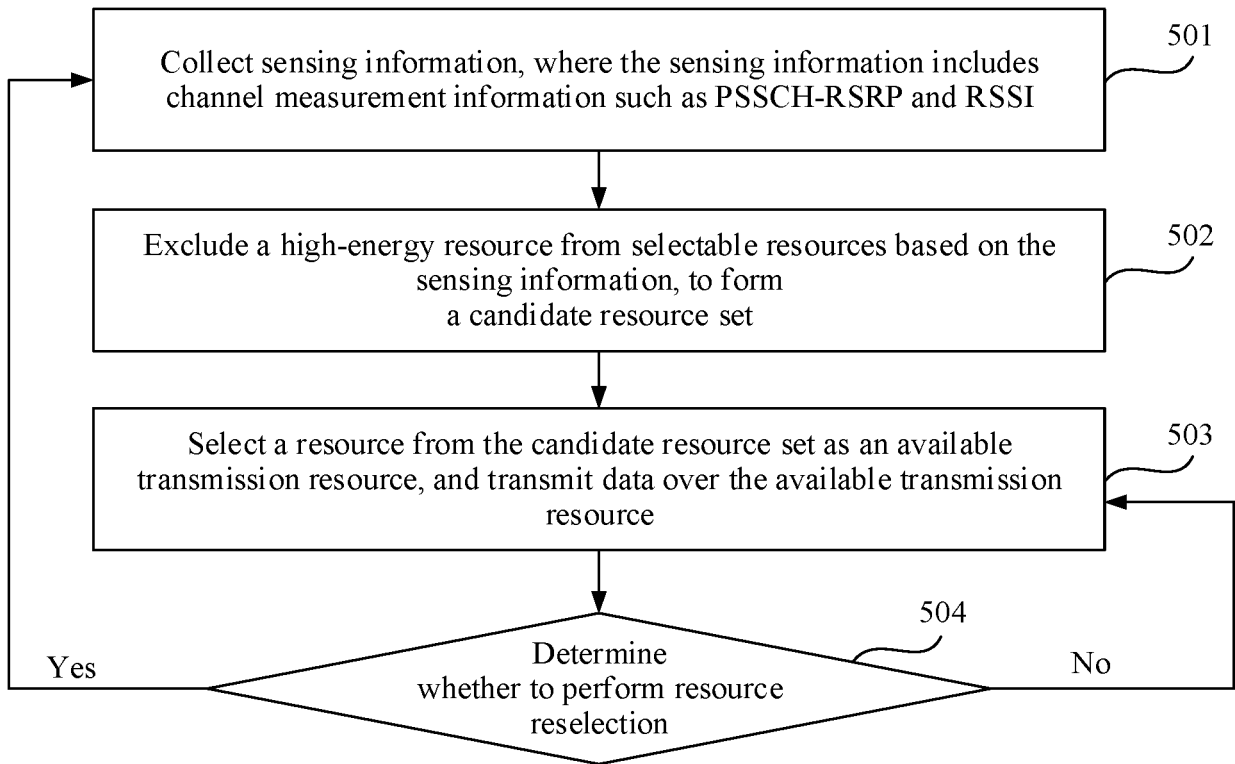 501
Collect sensing information, where the sensing information includes
channel measurement information such as PSSCH-RSRP and RSSI
502
Exclude a high-energy resource from selectable resources based on the
sensing information, to form
a candidate resource set
503
Select a resource from the candidate resource set as an available
transmission resource, and transmit data over the available transmission
resource
504
Yes
Determine
whether to perform resource
reselection
No